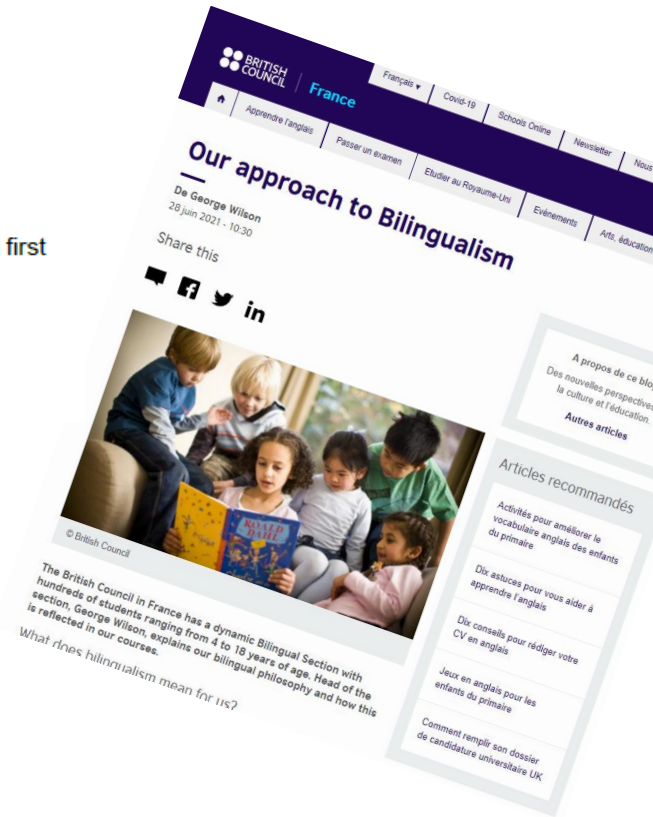 BRITISH
COUNCIL
France
Français
Covid-19
Schools Online
Newsletter
Nous
Apprendre l'anglais
Passer un examen
Etudier au Royaume-Uni
Evénements
Arts, éducation
Our approach to Bilingualism
De George Wilson
28 juin 2021 - 10:30
first
Share this
in
ROALD
DAHL
© British Council
The British Council in France has a dynamic Bilingual Section with
hundreds of students ranging from 4 to 18 years of age. Head of the
section, George Wilson, explains our bilingual philosophy and how this
is reflected in our courses.
What does bilingualism mean for us?
A propos de ce blog
Des nouvelles perspectives
la culture et l'éducation.
Autres articles
Articles recommandés
Activités pour améliorer le
vocabulaire anglais des enfants
du primaire
Dix astuces pour vous aider à
apprendre l'anglais
Dix conseils pour rédiger votre
CV en anglais
Jeux en anglais pour les
enfants du primaire
Comment remplir son dossier
de candidature universitaire UK